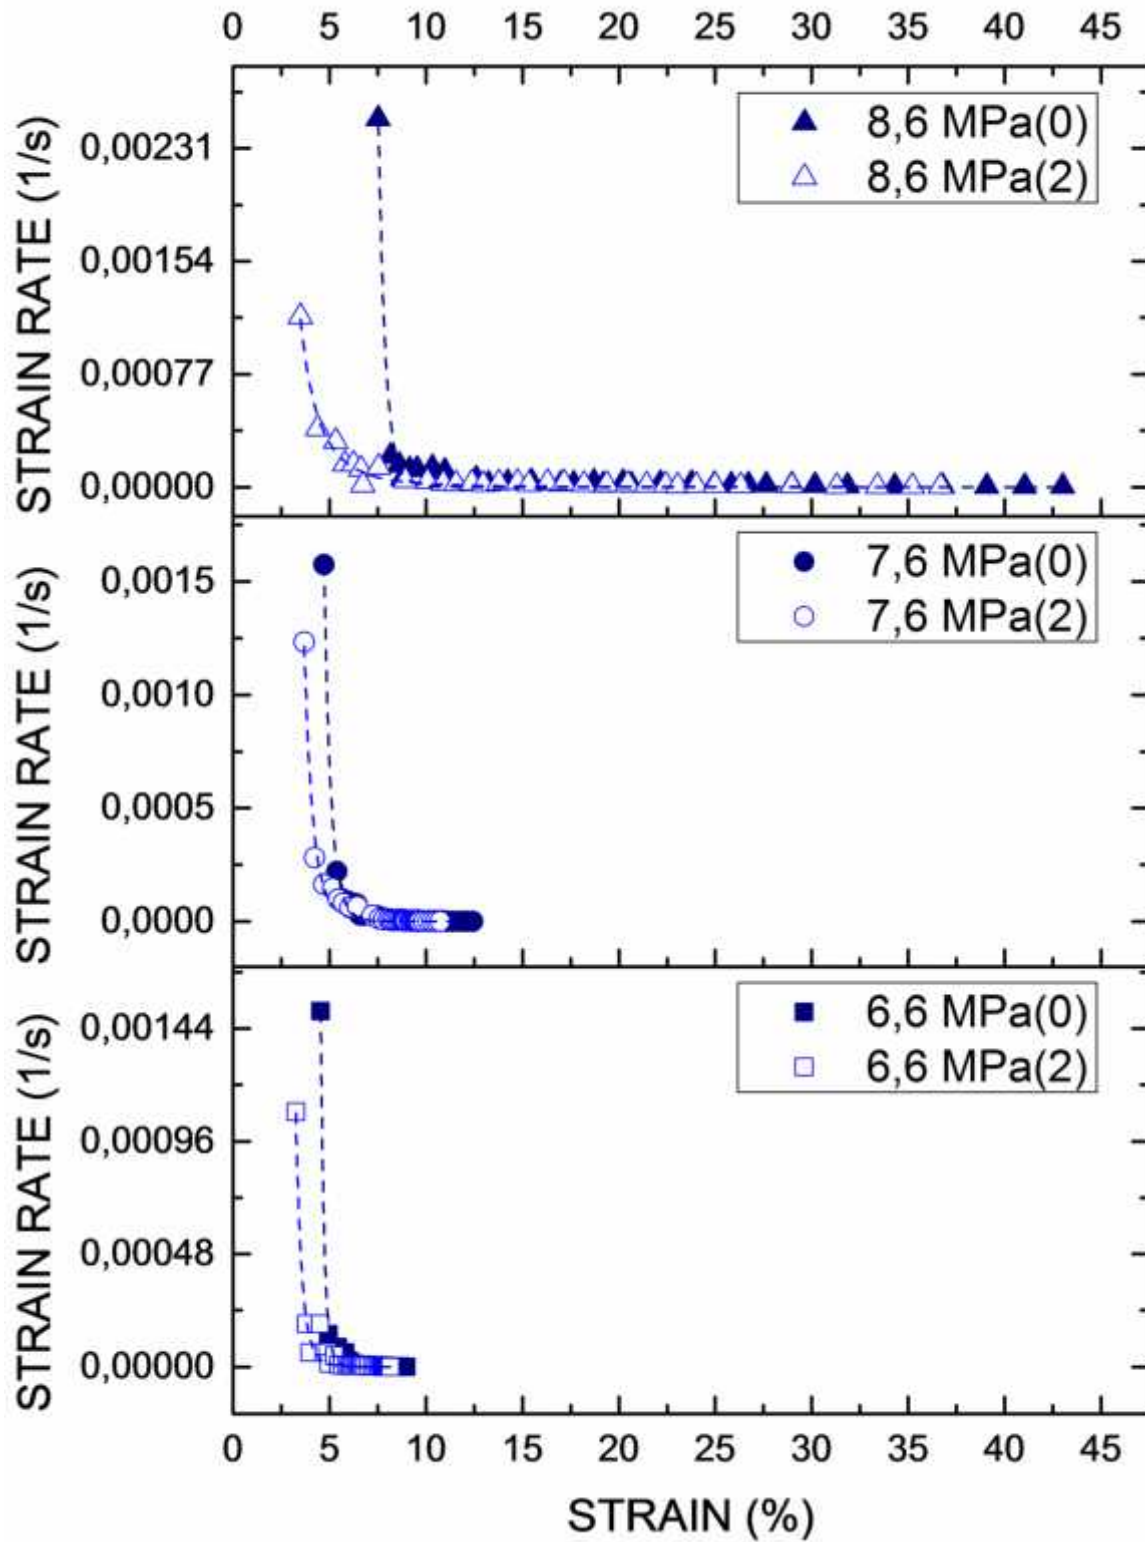 0 5 10 15 20 25 30 35 40 45
STRAIN RATE (1/s)
0,00231
0,00154
0,00077
0,00000
8,6 MPa(0)
8,6 MPa(2)
STRAIN RATE (1/s)
0,0015
0,0010
0,0005
0,0000
7,6 MPa(0)
7,6 MPa(2)
STRAIN RATE (1/s)
0,00144
0,00096
0,00048
0,00000
6,6 MPa(0)
6,6 MPa(2)
0 5 10 15 20 25 30 35 40 45
STRAIN (%)